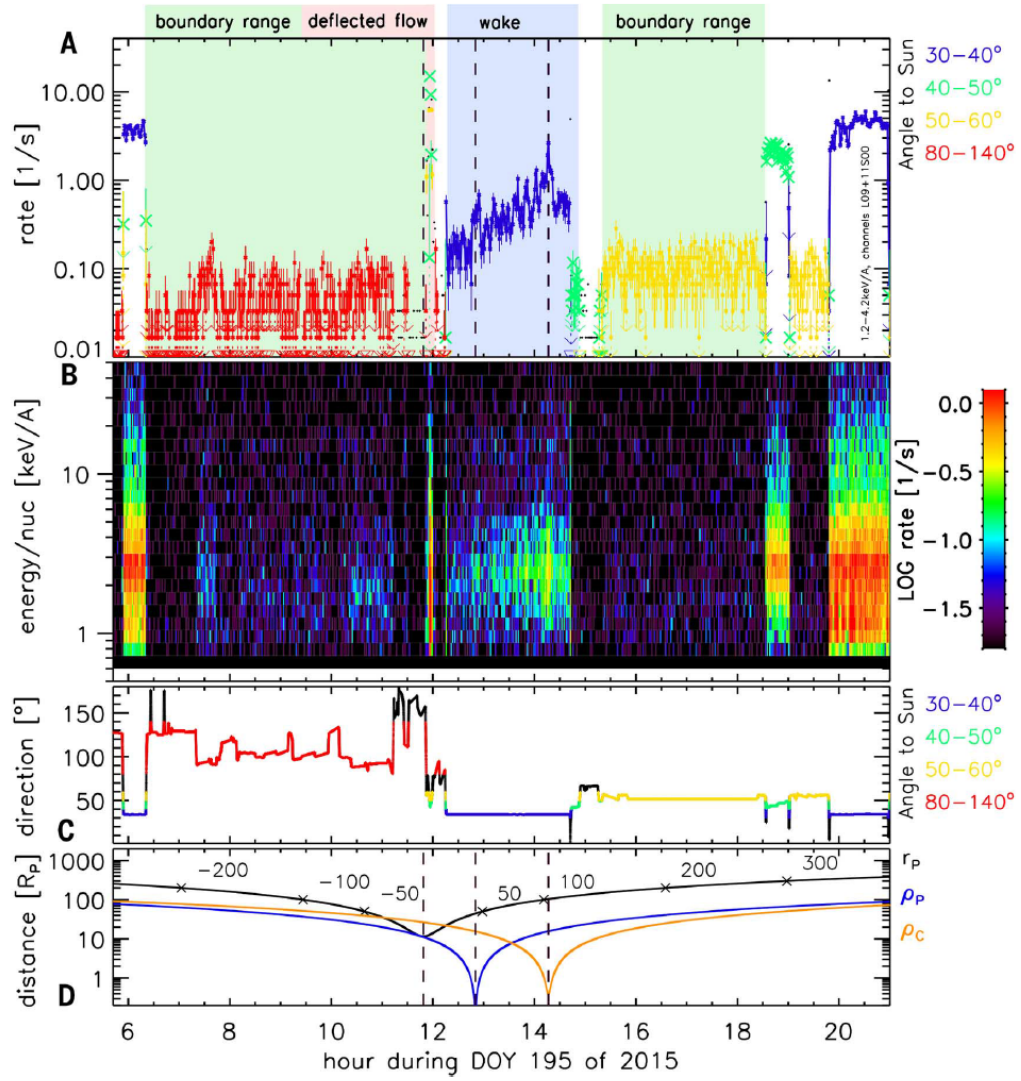 boundary range deflected flow wake boundary range
A
10.00
1.00
0.10
0.01
rate [1/s]
Angle to Sun
30−40°
40−50°
50−60°
80−140°
1.2−4.2keV/A, channels L09+11S00
B
10
1
energy/nuc [keV/A]
0.0
−0.5
−1.0
−1.5
LOG rate [1/s]
150
100
50
direction [°]
C
Angle to Sun
30−40°
40−50°
50−60°
80−140°
1000
100
10
1
distance [RP]
D
−200 −100 −50 50 100 200 300
rP
ρP
ρC
6 8 10 12 14 16 18 20
hour during DOY 195 of 2015